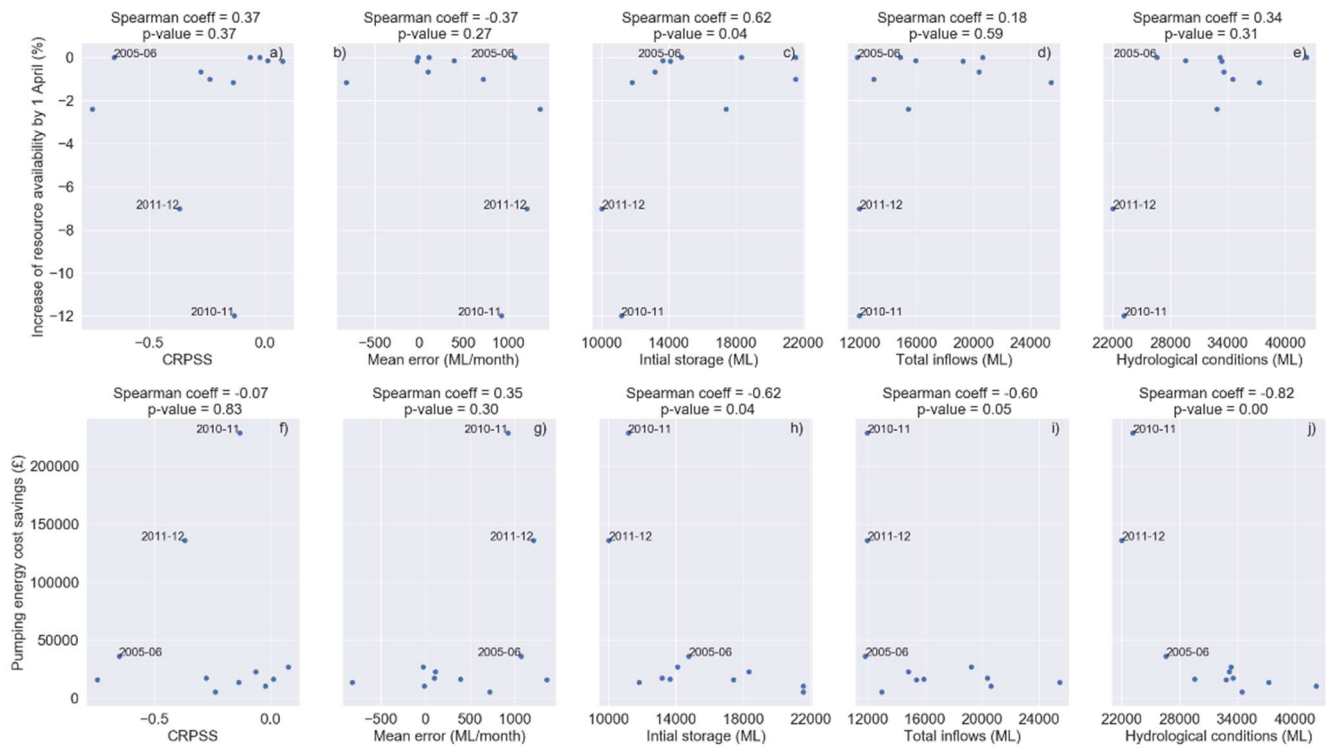 Spearman coeff = 0.37
p-value = 0.37
Spearman coeff = -0.37
p-value = 0.27
Spearman coeff = 0.62
p-value = 0.04
Spearman coeff = 0.18
p-value = 0.59
Spearman coeff = 0.34
p-value = 0.31
Increase of resource availability by 1 April (%)
0
−2
−4
−6
−8
−10
−12
2005-06
a)
2011-12
2010-11
−0.5
0.0
CRPSS
b)
2005-06
2011-12
2010-11
−500
0
500
1000
Mean error (ML/month)
2005-06
c)
2011-12
2010-11
10000
14000
18000
22000
Intial storage (ML)
2005-06
d)
2011-12
2010-11
12000
16000
20000
24000
Total inflows (ML)
2005-06
e)
2011-12
2010-11
22000
28000
34000
40000
Hydrological conditions (ML)
Spearman coeff = -0.07
p-value = 0.83
Spearman coeff = 0.35
p-value = 0.30
Spearman coeff = -0.62
p-value = 0.04
Spearman coeff = -0.60
p-value = 0.05
Spearman coeff = -0.82
p-value = 0.00
Pumping energy cost savings (£)
200000
150000
100000
50000
0
2010-11
f)
2011-12
2005-06
−0.5
0.0
CRPSS
2010-11
g)
2011-12
2005-06
−500
0
500
1000
Mean error (ML/month)
2010-11
h)
2011-12
2005-06
10000
14000
18000
22000
Intial storage (ML)
2010-11
i)
2011-12
2005-06
12000
16000
20000
24000
Total inflows (ML)
2010-11
j)
2011-12
2005-06
22000
28000
34000
40000
Hydrological conditions (ML)